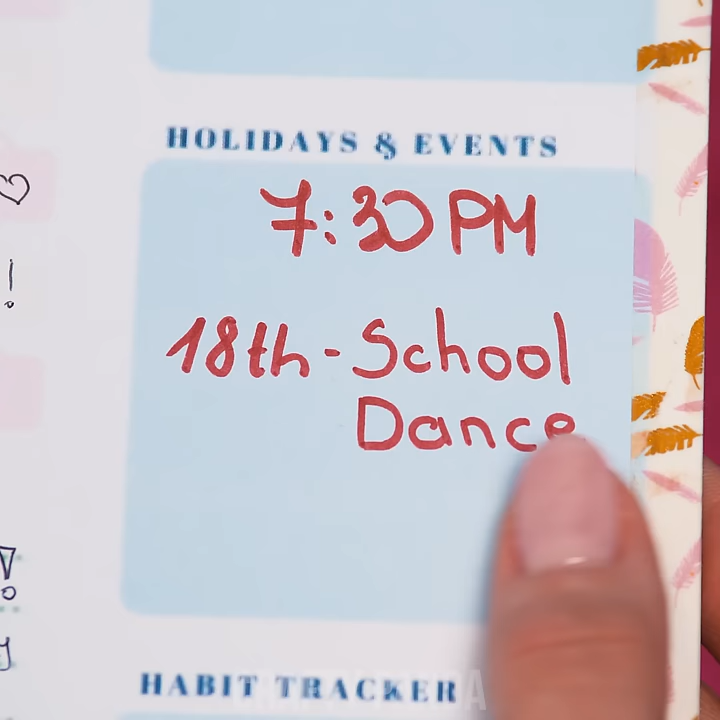 HOLIDAYS & EVENTS
7:30 PM
18th - School
Dance
!
HABIT TRACKER